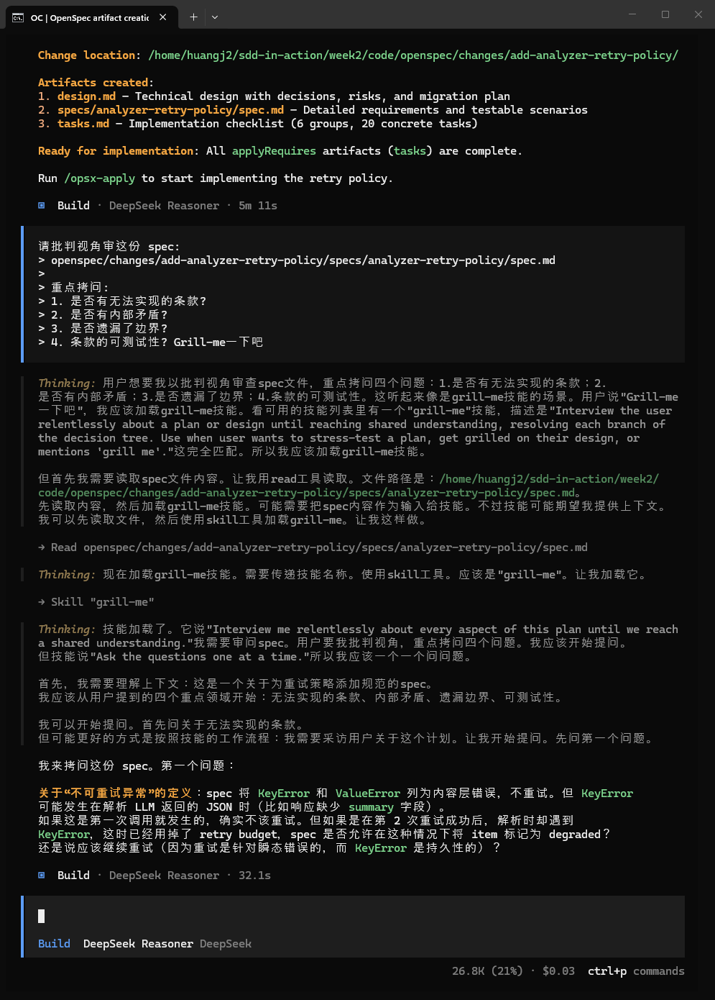 OC | OpenSpec artifact creatic
Change location: /home/huangj2/sdd-in-action/week2/code/openspec/changes/add-analyzer-retry-policy/
Artifacts created:
1. design.md — Technical design with decisions, risks, and migration plan
2. specs/analyzer-retry-policy/spec.md — Detailed requirements and testable scenarios
3. tasks.md — Implementation checklist (6 groups, 20 concrete tasks)
Ready for implementation: All applyRequires artifacts (tasks) are complete.
Run /opsx-apply to start implementing the retry policy.
Build · DeepSeek Reasoner · 5m 11s
请批判视角审这份 spec:
> openspec/changes/add-analyzer-retry-policy/specs/analyzer-retry-policy/spec.md
>
> 重点拷问:
> 1. 是否有无法实现的条款?
> 2. 是否有内部矛盾?
> 3. 是否遗漏了边界?
> 4. 条款的可测试性? Grill-me一下吧
Thinking: 用户想要我以批判视角审查spec文件，重点拷问四个问题：1.是否有无法实现的条款；2.
是否有内部矛盾；3.是否遗漏了边界；4.条款的可测试性。这听起来像是grill-me技能的场景。用户说"Grill-me
一下吧"，我应该加载grill-me技能。看可用的技能列表里有一个"grill-me"技能，描述是"Interview the user
relentlessly about a plan or design until reaching shared understanding, resolving each branch of
the decision tree. Use when user wants to stress-test a plan, get grilled on their design, or
mentions 'grill me'."这完全匹配。所以我应该加载grill-me技能。
但首先我需要读取spec文件内容。让我用read工具读取。文件路径是：/home/huangj2/sdd-in-action/week2/
code/openspec/changes/add-analyzer-retry-policy/specs/analyzer-retry-policy/spec.md。
先读取内容，然后加载grill-me技能。可能需要把spec内容作为输入给技能。不过技能可能期望我提供上下文。
我可以先读取文件，然后使用skill工具加载grill-me。让我这样做。
→ Read openspec/changes/add-analyzer-retry-policy/specs/analyzer-retry-policy/spec.md
Thinking: 现在加载grill-me技能。需要传递技能名称。使用skill工具。应该是"grill-me"。让我加载它。
→ Skill "grill-me"
Thinking: 技能加载了。它说"Interview me relentlessly about every aspect of this plan until we reach
a shared understanding."我需要审问spec。用户要我批判视角，重点拷问四个问题。我应该开始提问。
但技能说"Ask the questions one at a time."所以我应该一个一个问问题。
首先，我需要理解上下文：这是一个关于为重试策略添加规范的spec。
我应该从用户提到的四个重点领域开始：无法实现的条款、内部矛盾、遗漏边界、可测试性。
我可以开始提问。首先问关于无法实现的条款。
但可能更好的方式是按照技能的工作流程：我需要采访用户关于这个计划。让我开始提问。先问第一个问题。
我来拷问这份 spec。第一个问题：
关于“不可重试异常”的定义：spec 将 KeyError 和 ValueError 列为内容层错误，不重试。但 KeyError
可能发生在解析 LLM 返回的 JSON 时（比如响应缺少 summary 字段）。
如果这是第一次调用就发生的，确实不该重试。但如果是在第 2 次重试成功后，解析时却遇到
KeyError，这时已经用掉了 retry budget，spec 是否允许在这种情况下将 item 标记为 degraded？
还是说应该继续重试（因为重试是针对瞬态错误的，而 KeyError 是持久性的）？
Build · DeepSeek Reasoner · 32.1s
Build DeepSeek Reasoner DeepSeek
26.8K (21%) · $0.03 ctrl+p commands